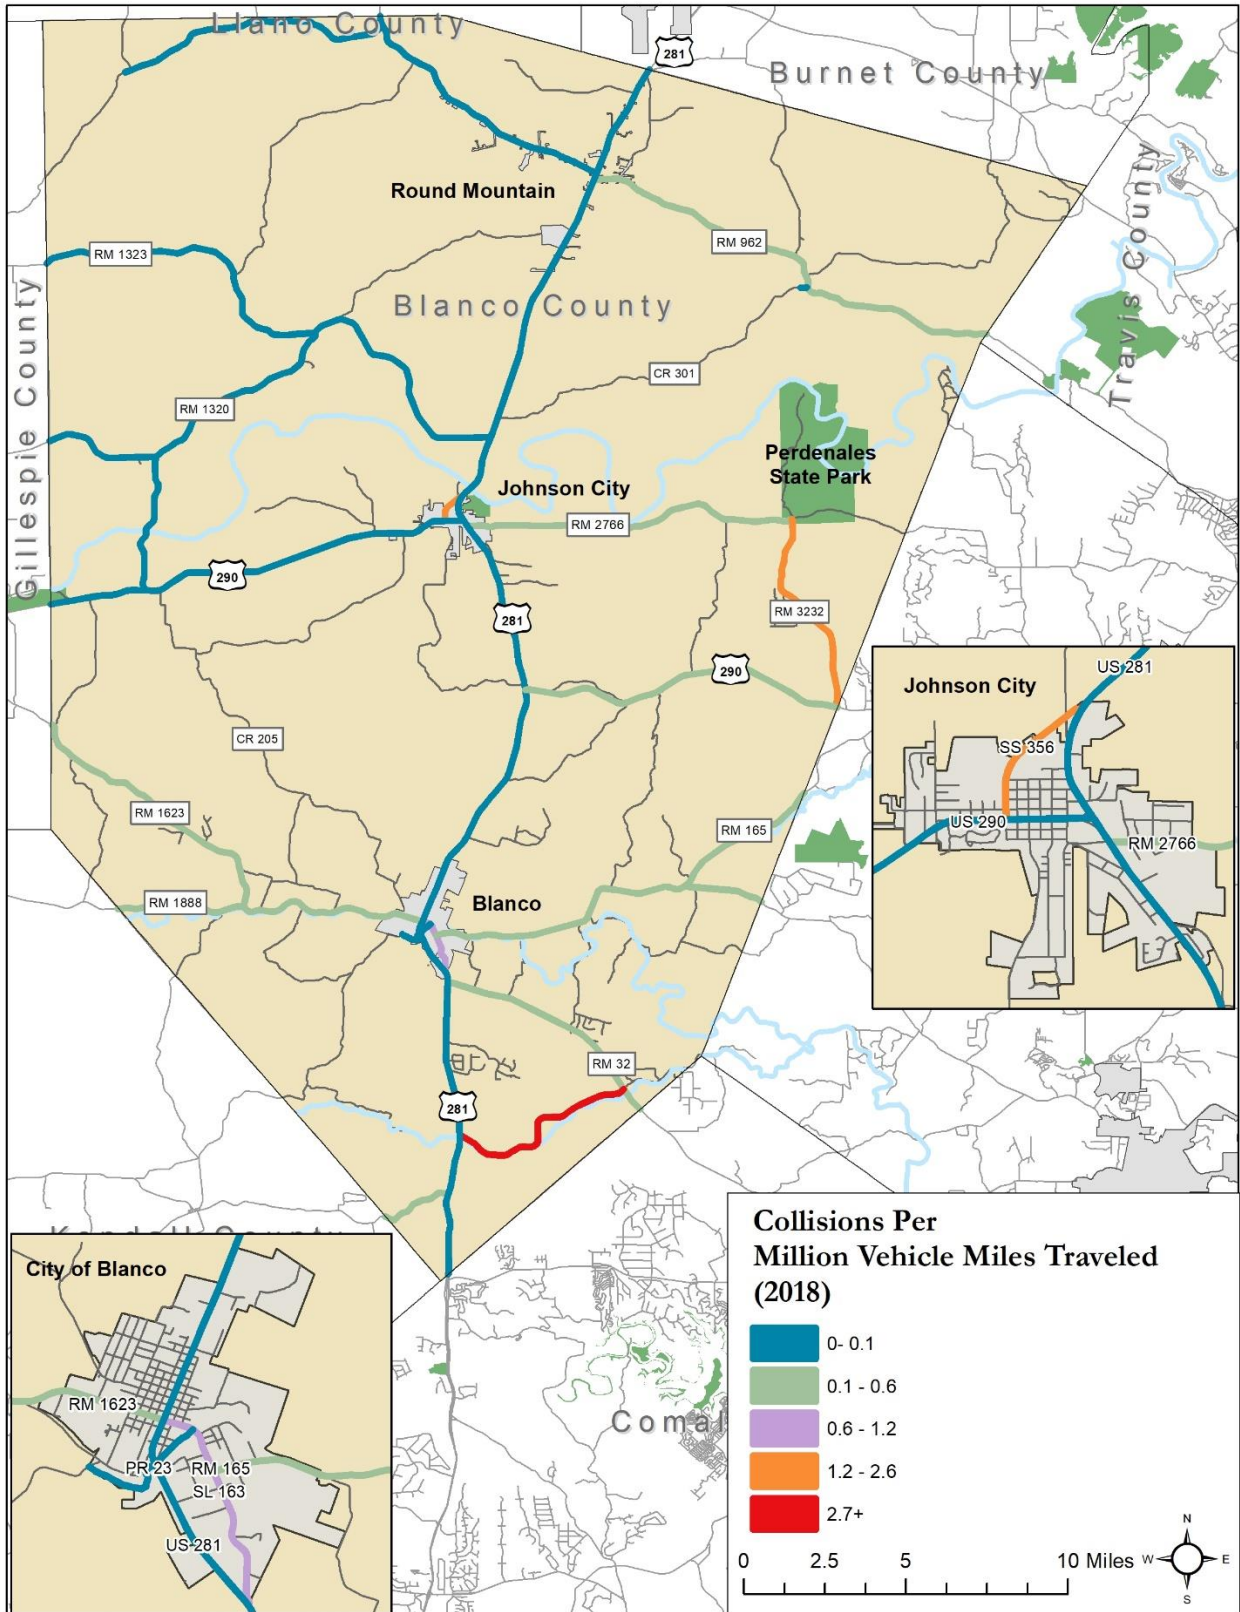 Llano County
281
Burnet County
Round Mountain
Travis County
RM 962
RM 1323
Blanco County
Gillespie County
CR 301
RM 1320
Perdenales
State Park
Johnson City
RM 2766
290
RM 3232
281
290
Johnson City
US 281
SS 356
US 290
RM 2766
CR 205
RM 1623
RM 165
RM 1888
Blanco
RM 32
281
Kendall County
City of Blanco
RM 1623
PR 23
RM 165
SL 163
US 281
Comal
Collisions Per
Million Vehicle Miles Traveled
(2018)
0- 0.1
0.1 - 0.6
0.6 - 1.2
1.2 - 2.6
2.7+
0 2.5 5 10 Miles
N
W E
S